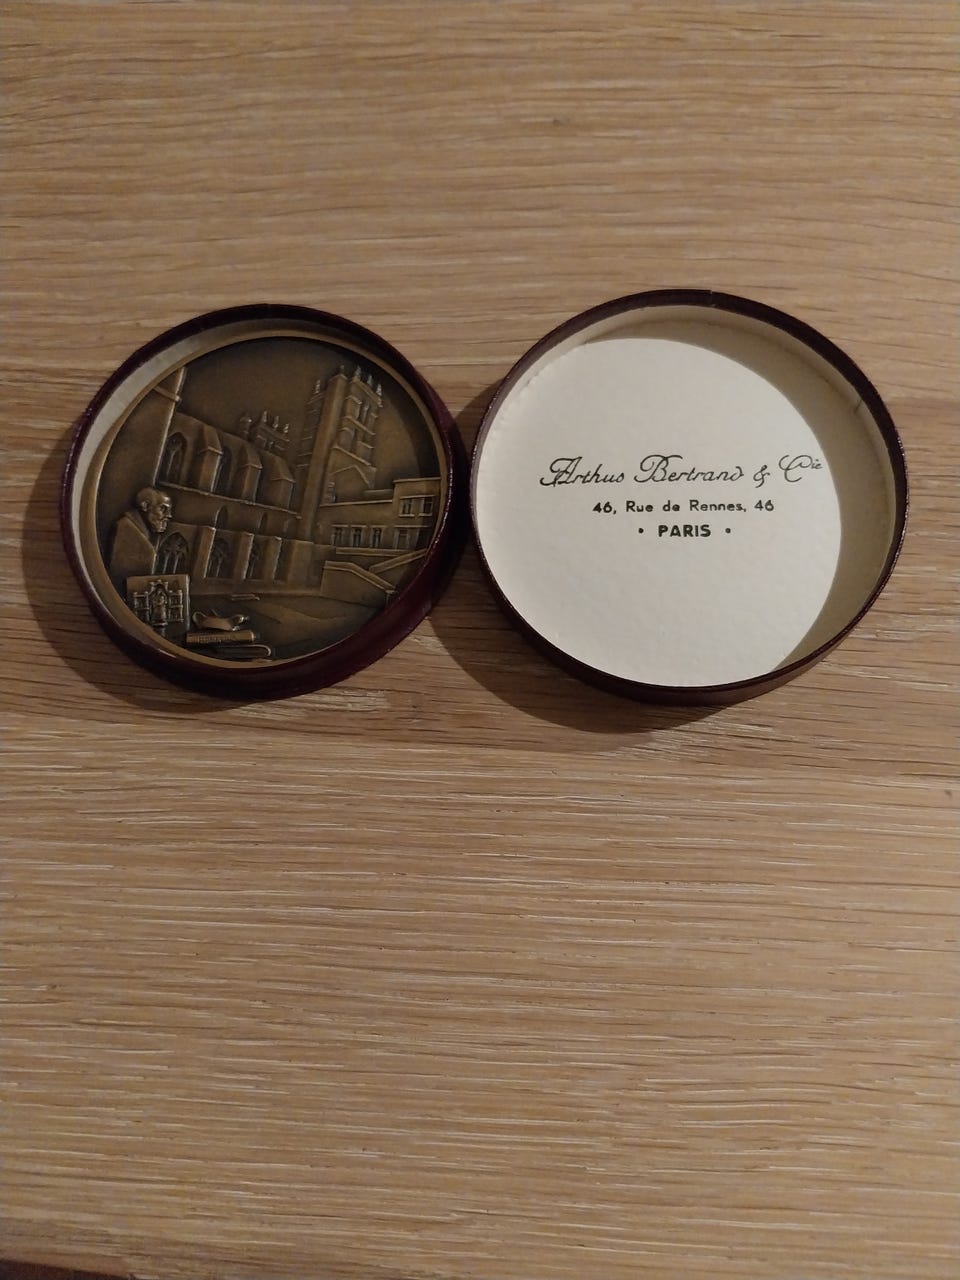 Arthus Bertrand & Cie
46, Rue de Rennes, 46
• PARIS •